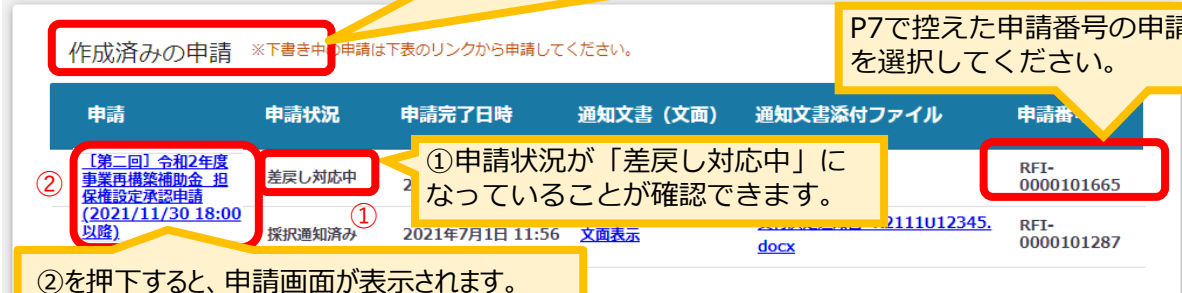 P7で控えた申請番号の申請
を選択してください。
作成済みの申請 ※下書き中の申請は下表のリンクから申請してください。
申請 申請状況 申請完了日時 通知文書（文面） 通知文書添付ファイル 申請番
② ［第二回］令和2年度
事業再構築補助金 担
保権設定承認申請
(2021/11/30 18:00
以降)
差戻し対応中
①
①申請状況が「差戻し対応中」に
なっていることが確認できます。
RFI-
0000101665
採択通知済み 2021年7月1日 11:56 文面表示
2111U12345.
docx
RFI-
0000101287
②を押下すると、申請画面が表示されます。